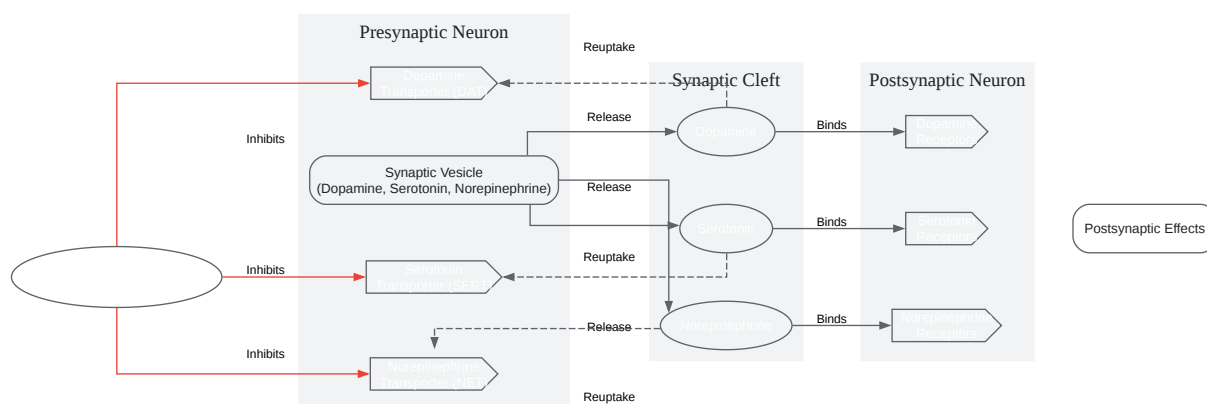 Presynaptic Neuron
Reuptake
Dopamine
Transporter (DAT)
Synaptic Cleft
Postsynaptic Neuron
Release
Dopamine
Binds
Dopamine
Receptors
Inhibits
Synaptic Vesicle
(Dopamine, Serotonin, Norepinephrine)
Release
Serotonin
Binds
Serotonin
Receptors
Postsynaptic Effects
Inhibits
Serotonin
Transporter (SERT)
Reuptake
Release
Norepinephrine
Binds
Norepinephrine
Receptors
Inhibits
Norepinephrine
Transporter (NET)
Reuptake